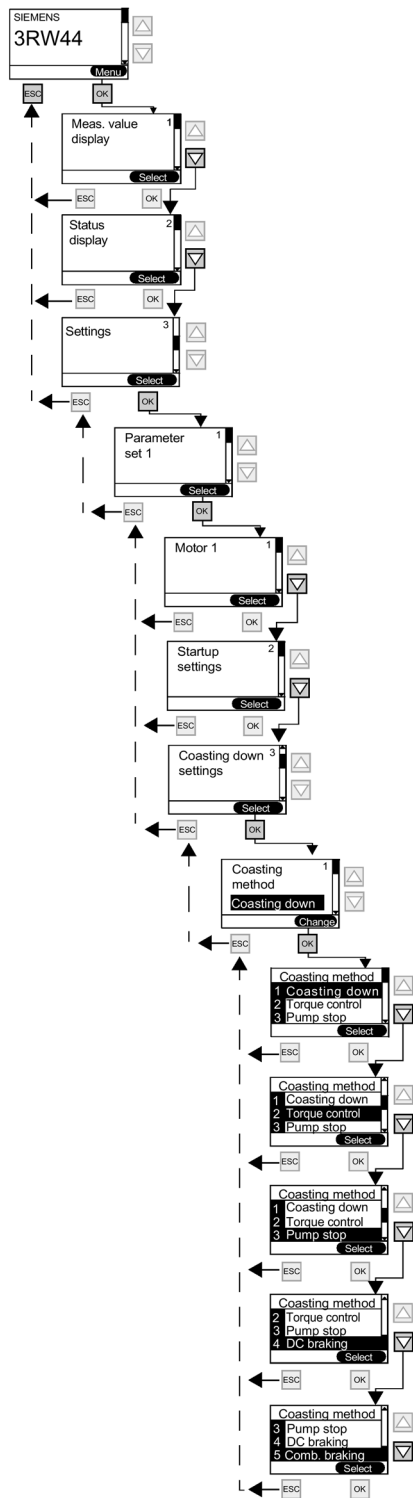 SIEMENS
3RW44
Menu
ESC OK
Meas. value 1
display
Select
ESC OK
Status 2
display
Select
ESC OK
Settings 3
Select
ESC OK
Parameter 1
set 1
Select
ESC OK
Motor 1 1
Select
ESC OK
Startup 2
settings
Select
ESC OK
Coasting down 3
settings
Select
ESC OK
Coasting 1
method
Coasting down
Change
ESC OK
Coasting method
1 Coasting down
2 Torque control
3 Pump stop
Select
ESC OK
Coasting method
1 Coasting down
2 Torque control
3 Pump stop
Select
ESC OK
Coasting method
1 Coasting down
2 Torque control
3 Pump stop
Select
ESC OK
Coasting method
2 Torque control
3 Pump stop
4 DC braking
Select
ESC OK
Coasting method
3 Pump stop
4 DC braking
5 Comb. braking
Select
ESC OK